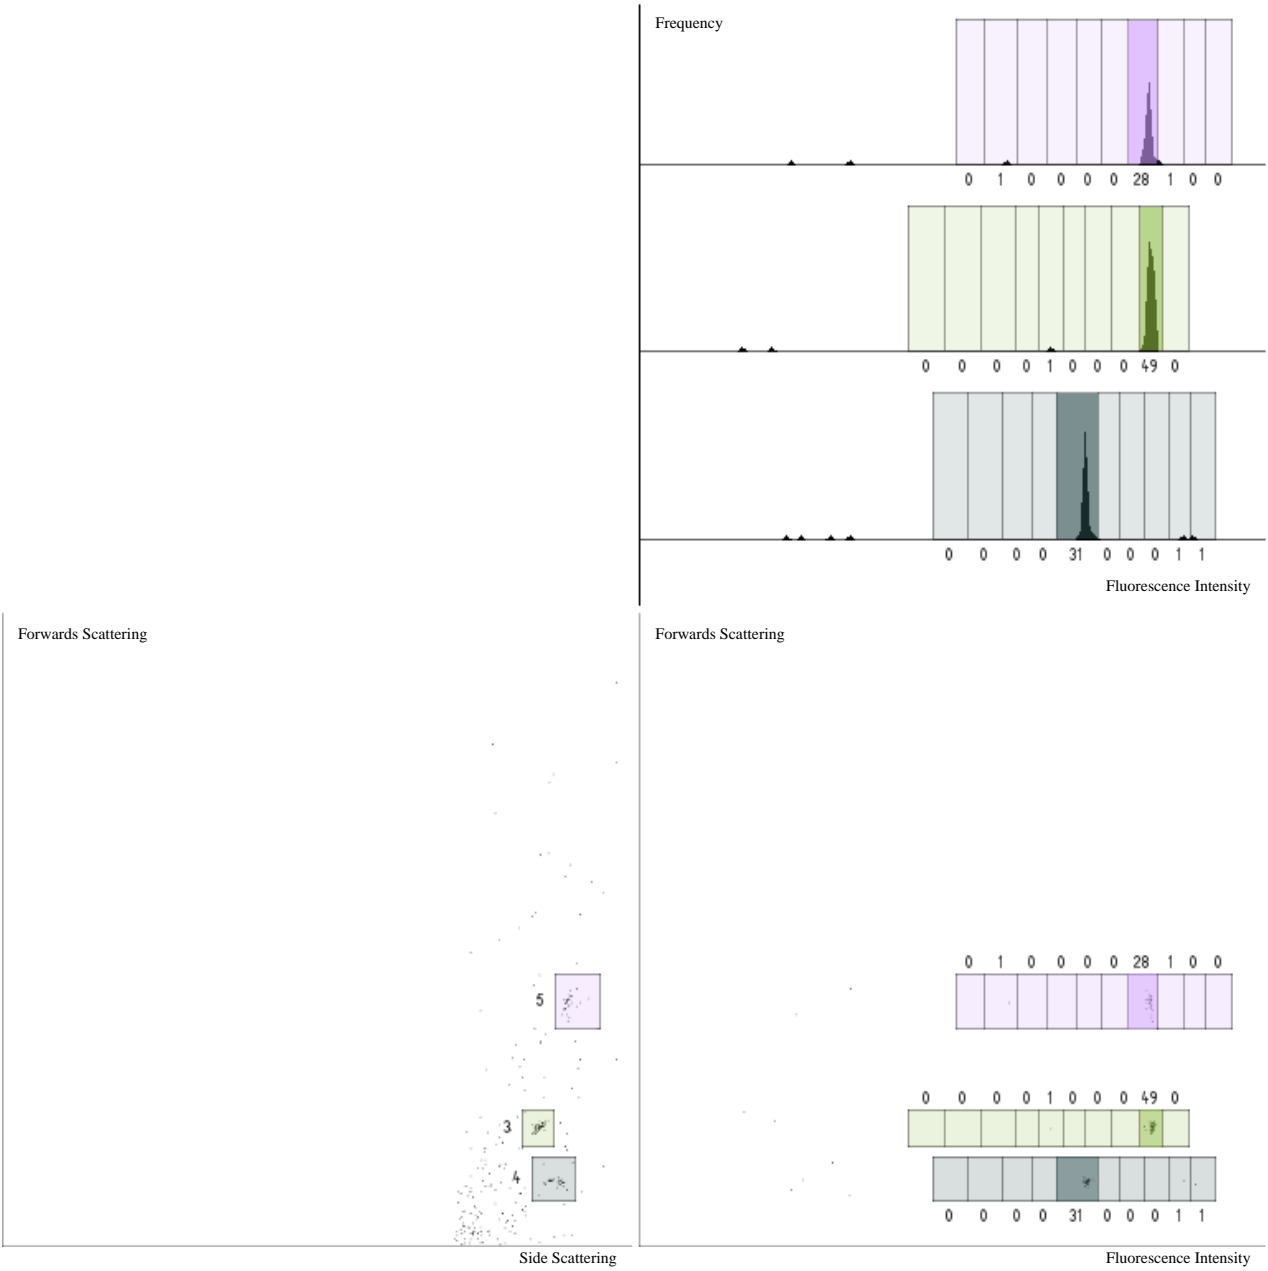 Frequency
0 1 0 0 0 0 28 1 0 0
0 0 0 0 1 0 0 0 49 0
0 0 0 0 31 0 0 0 1 1
Fluorescence Intensity
Forwards Scattering
5
3
4
Side Scattering
Forwards Scattering
0 1 0 0 0 0 28 1 0 0
0 0 0 0 1 0 0 0 49 0
0 0 0 0 31 0 0 0 1 1
Fluorescence Intensity